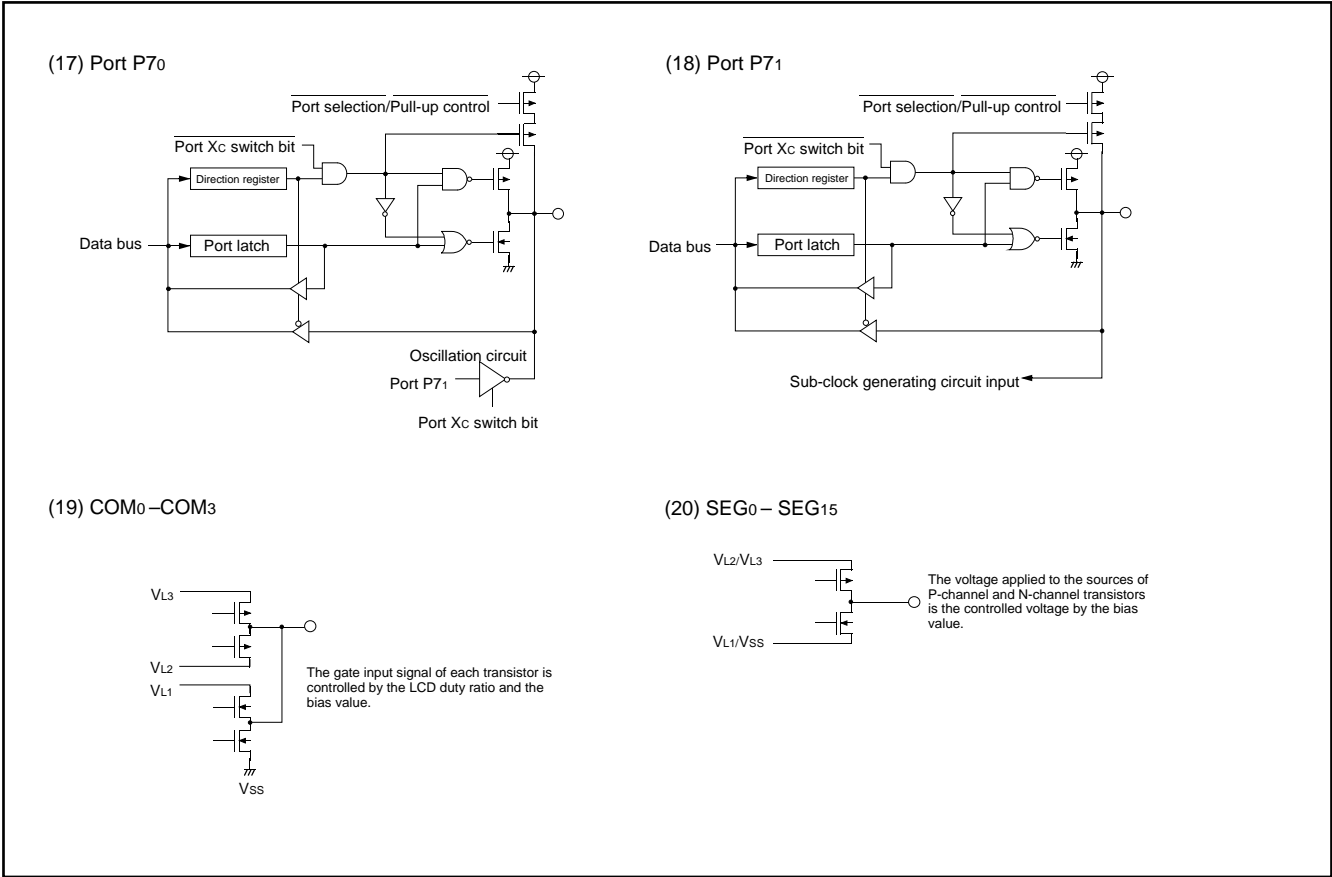 (17) Port P70
Port selection/Pull-up control
Port XC switch bit
Direction register
Data bus
Port latch
Oscillation circuit
Port P71
Port XC switch bit
(18) Port P71
Port selection/Pull-up control
Port XC switch bit
Direction register
Data bus
Port latch
Sub-clock generating circuit input
(19) COM0 –COM3
VL3
VL2
VL1
VSS
The gate input signal of each transistor is
controlled by the LCD duty ratio and the
bias value.
(20) SEG0 – SEG15
VL2/VL3
VL1/VSS
The voltage applied to the sources of
P-channel and N-channel transistors
is the controlled voltage by the bias
value.